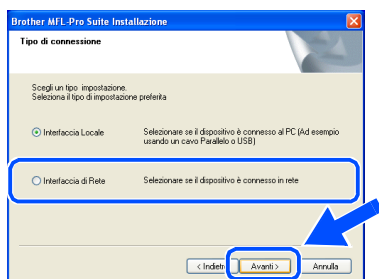 Brother MFL-Pro Suite Installazione
Tipo di connessione
Scegli un tipo impostazione.
Seleziona il tipo di impostazione preferita
Interfaccia Locale Selezionare se il dispositivo è connesso al PC (Ad esempio
usando un cavo Parallelo o USB)
Interfaccia di Rete Selezionare se il dispositivo è connesso in rete
< Indietro Avanti > Annulla